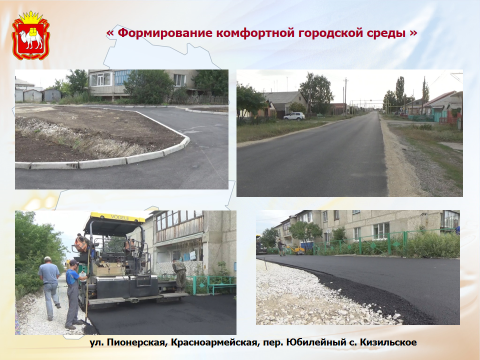 « Формирование комфортной городской среды »
ул. Пионерская, Красноармейская, пер. Юбилейный с. Кизильское